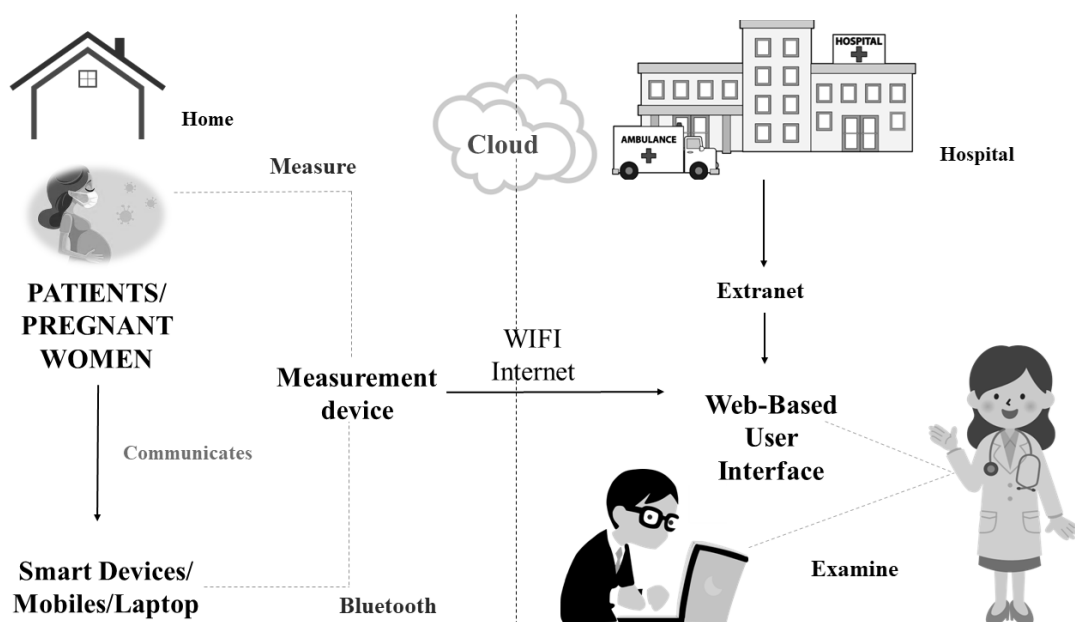 Home
Measure
PATIENTS/
PREGNANT
WOMEN
Measurement
device
Communicates
Smart Devices/
Mobiles/Laptop
Bluetooth
Cloud
WIFI
Internet
HOSPITAL
AMBULANCE
Hospital
Extranet
Web-Based
User
Interface
Examine